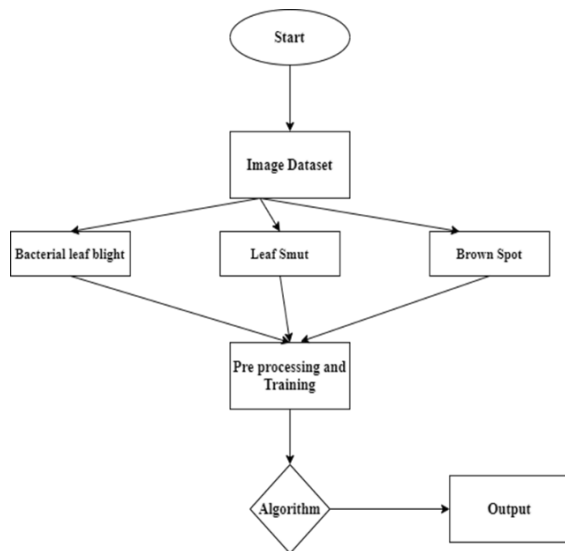 Start
Image Dataset
Bacterial leaf blight
Leaf Smut
Brown Spot
Pre processing and
Training
Algorithm
Output